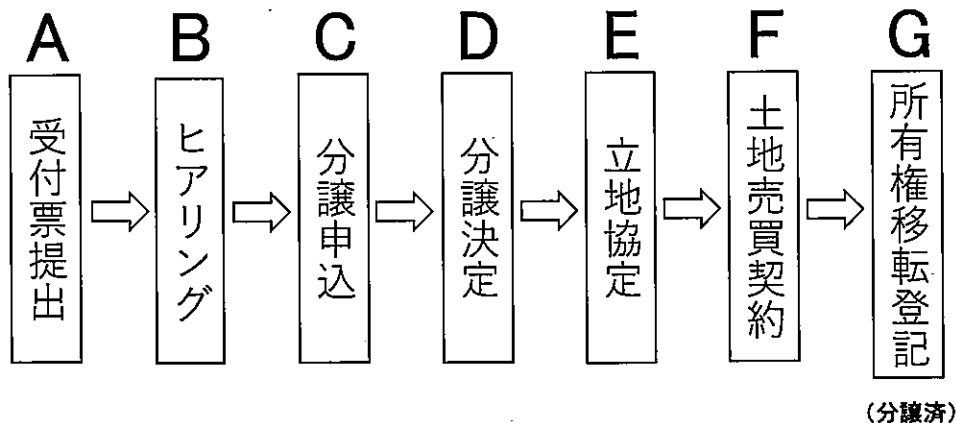 A
受付票提出
B
ヒアリング
C
分譲申込
D
分譲決定
E
立地協定
F
土地売買契約
G
所有権移転登記
(分譲済)